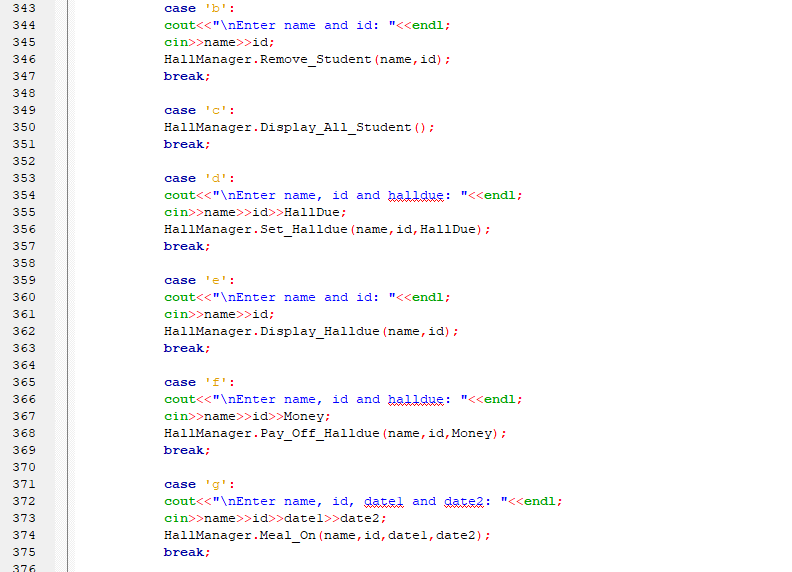 343 case 'b':
344 cout<<"\nEnter name and id: "<<endl;
345 cin>>name>>id;
346 HallManager.Remove_Student(name,id);
347 break;
348
349 case 'c':
350 HallManager.Display_All_Student();
351 break;
352
353 case 'd':
354 cout<<"\nEnter name, id and halldue: "<<endl;
355 cin>>name>>id>>HallDue;
356 HallManager.Set_Halldue(name,id,HallDue);
357 break;
358
359 case 'e':
360 cout<<"\nEnter name and id: "<<endl;
361 cin>>name>>id;
362 HallManager.Display_Halldue(name,id);
363 break;
364
365 case 'f':
366 cout<<"\nEnter name, id and halldue: "<<endl;
367 cin>>name>>id>>Money;
368 HallManager.Pay_Off_Halldue(name,id,Money);
369 break;
370
371 case 'g':
372 cout<<"\nEnter name, id, date1 and date2: "<<endl;
373 cin>>name>>id>>date1>>date2;
374 HallManager.Meal_On(name,id,date1,date2);
375 break;
376